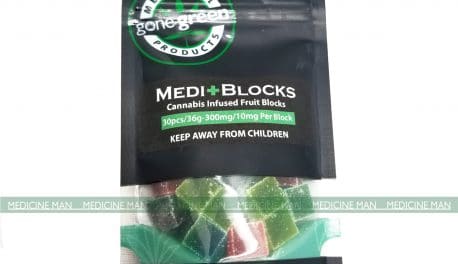 gonegreen
PRODUCTS
MEDI+BLOCKS
Cannabis Infused Fruit Blocks
30pcs/36g-300mg/10mg Per Block
KEEP AWAY FROM CHILDREN
MEDICINE MAN MEDICINE MAN MEDICINE MAN MEDICINE MAN MEDICINE MAN